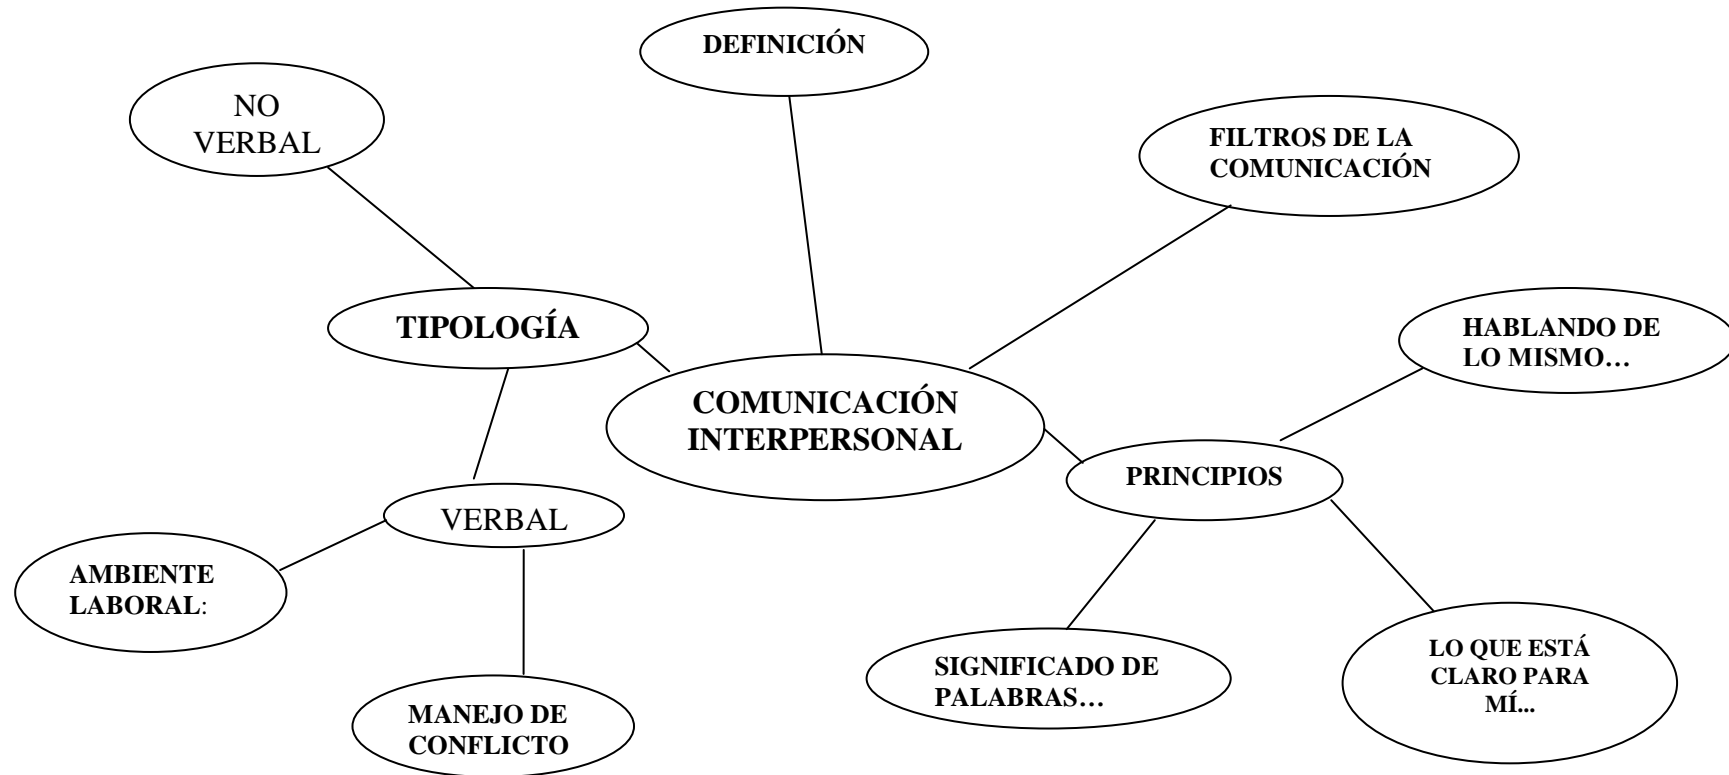 DEFINICIÓN
NO
VERBAL
FILTROS DE LA
COMUNICACIÓN
TIPOLOGÍA
HABLANDO DE
LO MISMO…
COMUNICACIÓN
INTERPERSONAL
PRINCIPIOS
VERBAL
AMBIENTE
LABORAL:
SIGNIFICADO DE
PALABRAS…
LO QUE ESTÁ
CLARO PARA
MÍ...
MANEJO DE
CONFLICTO